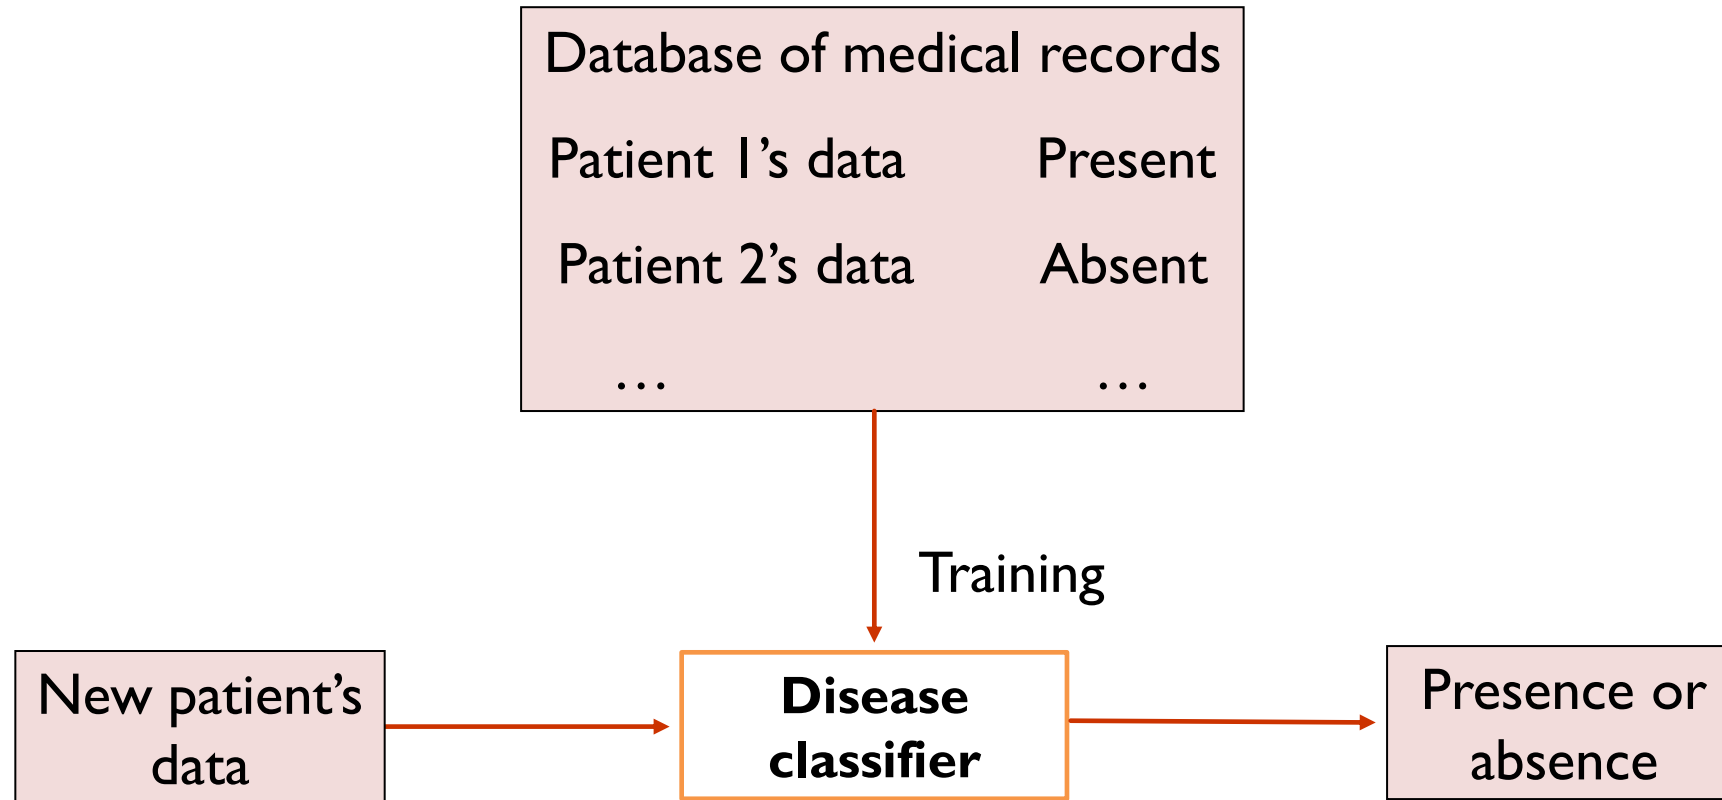 Database of medical records
Patient 1’s data Present
Patient 2’s data Absent
… …
Training
New patient’s
data
Disease
classifier
Presence or
absence